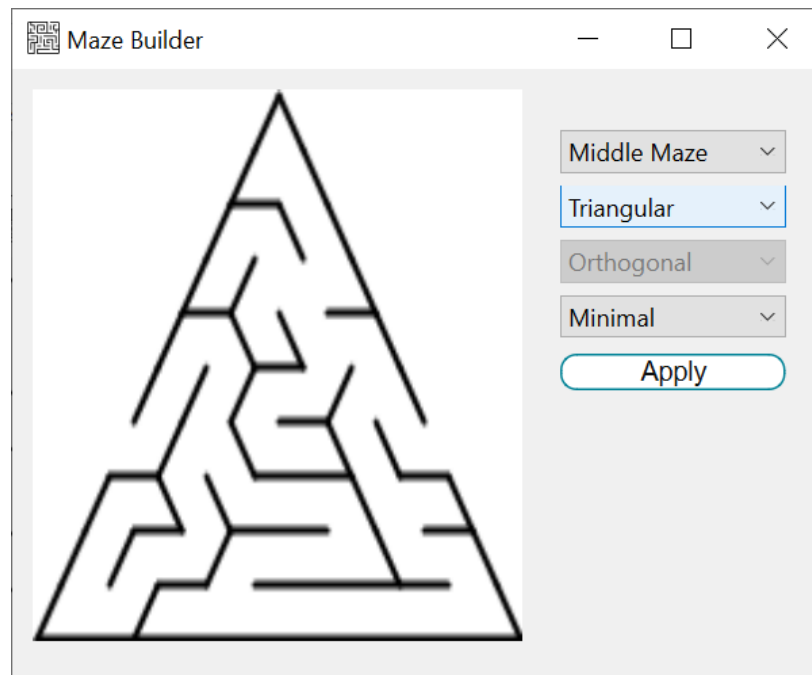 Maze Builder
Middle Maze
Triangular
Orthogonal
Minimal
Apply